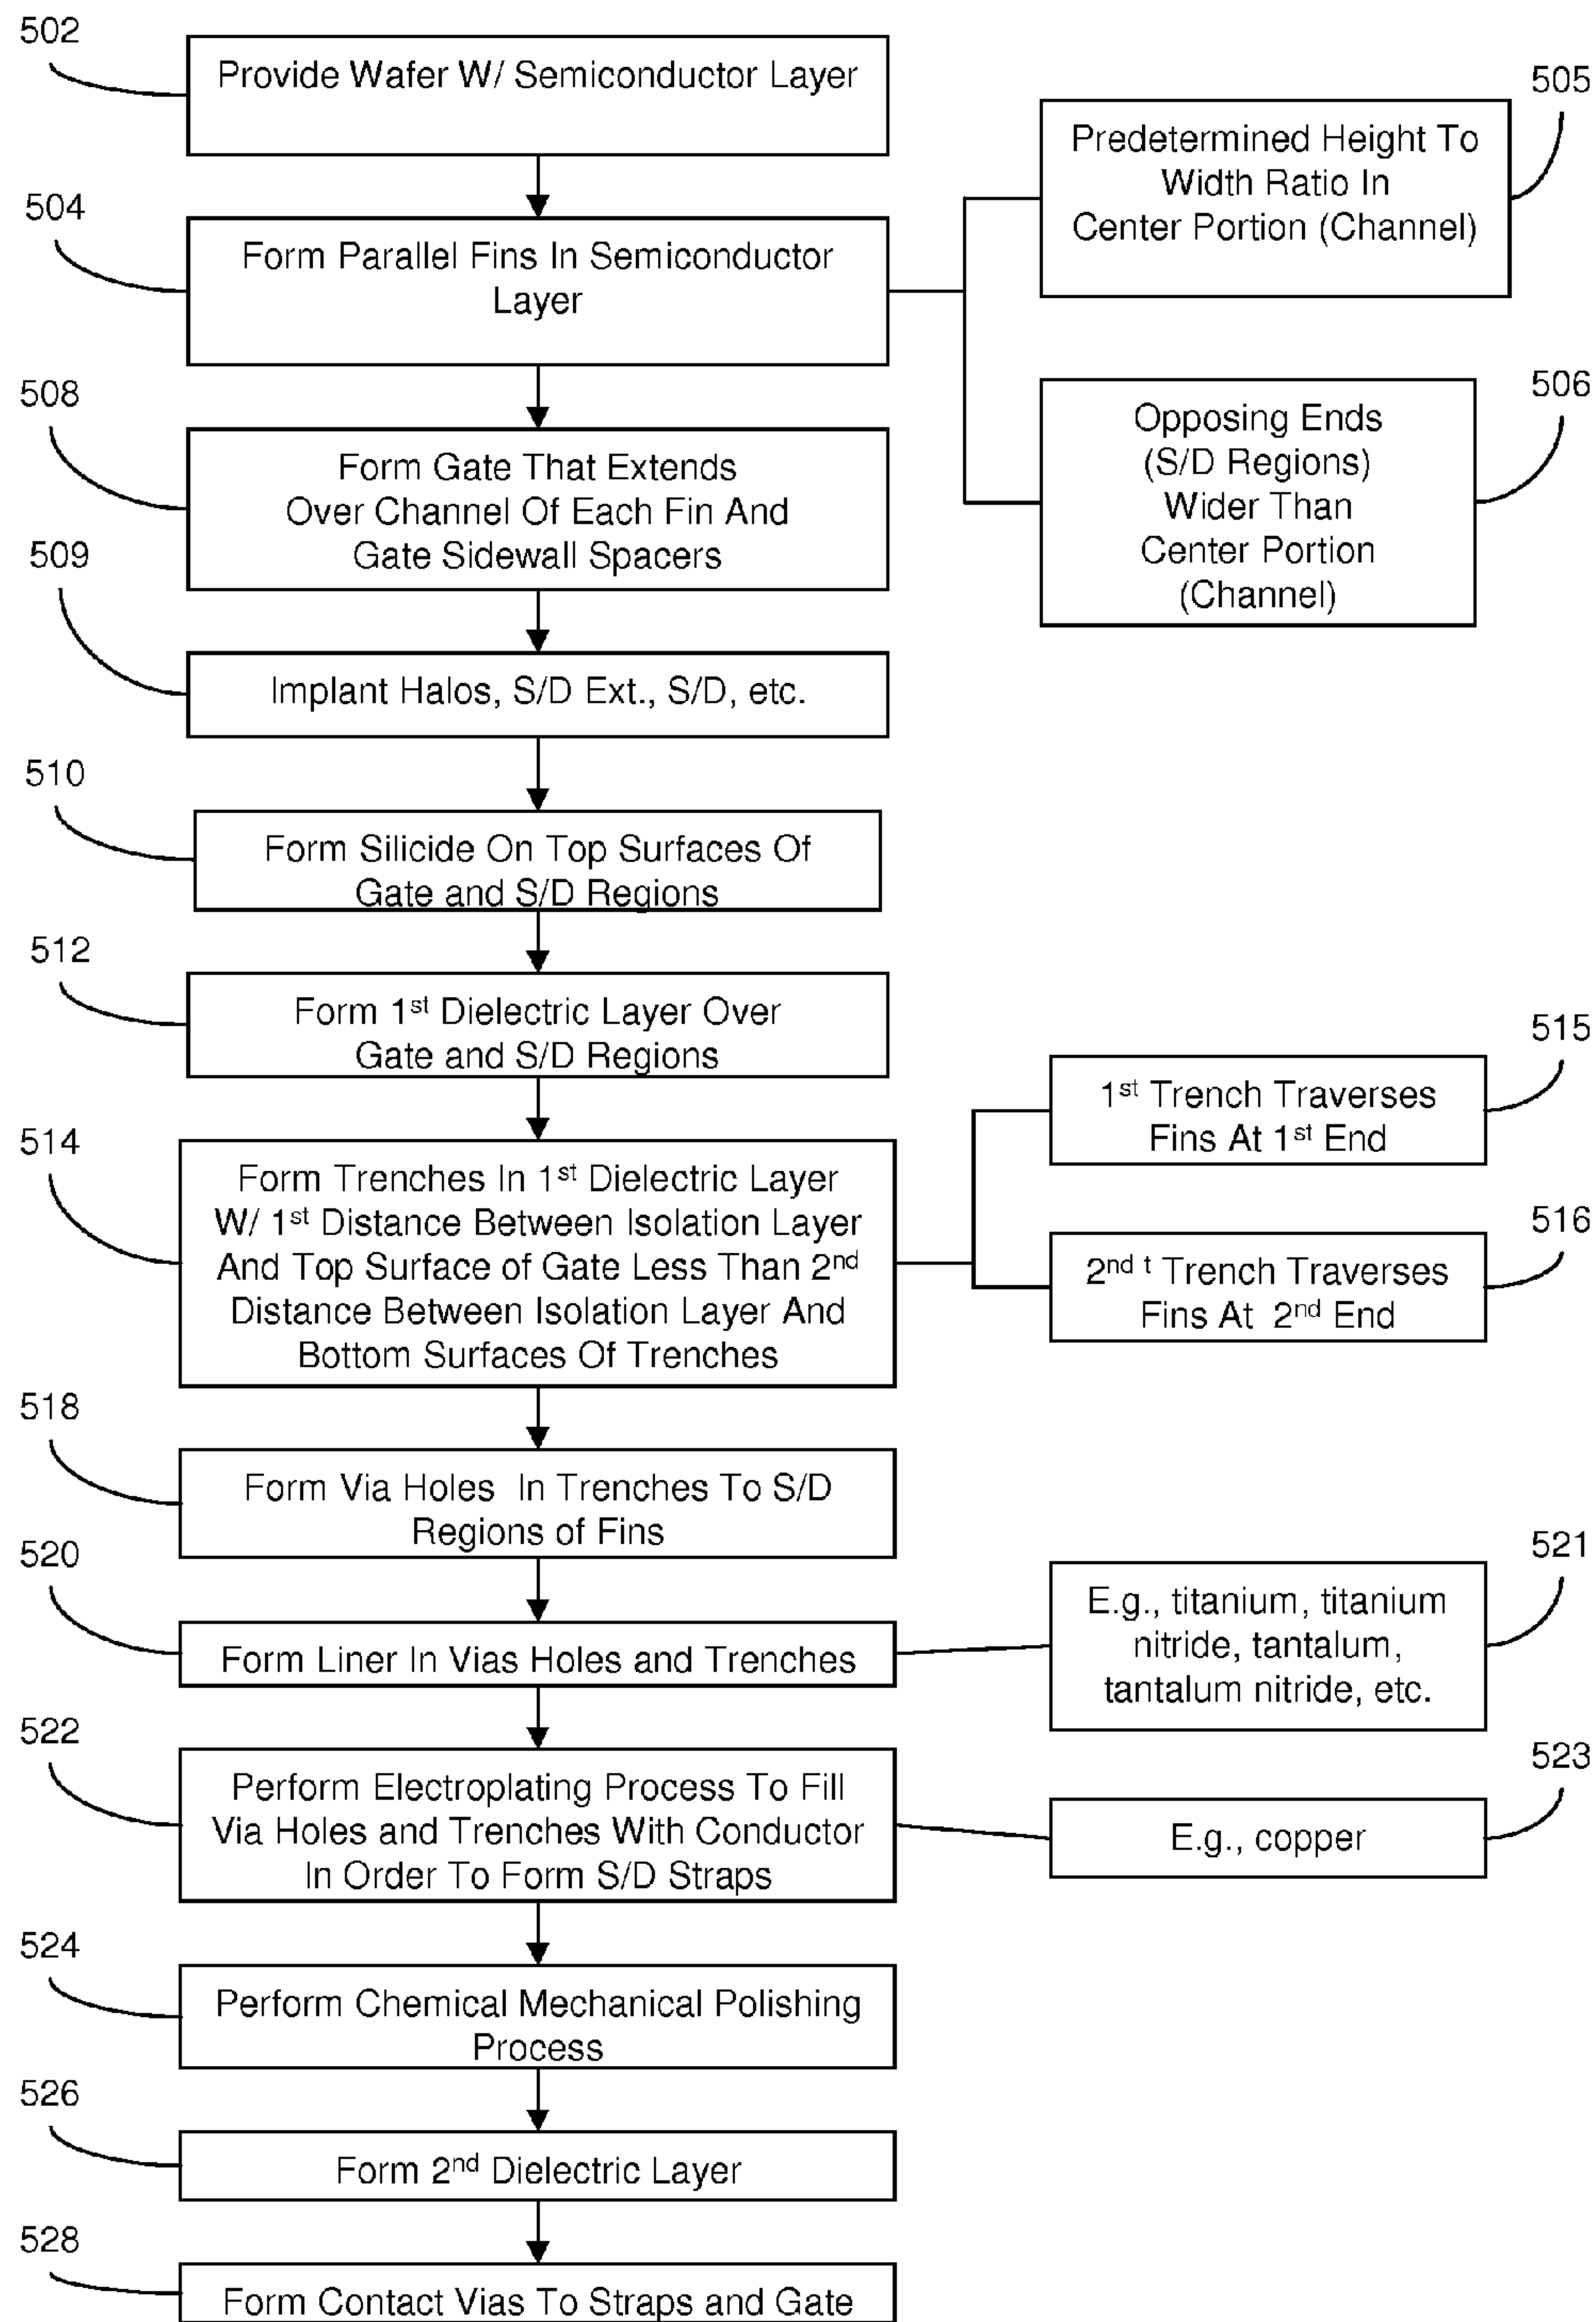 502
Provide Wafer W/ Semiconductor Layer
505
Predetermined Height To
Width Ratio In
Center Portion (Channel)
504
Form Parallel Fins In Semiconductor
Layer
506
Opposing Ends
(S/D Regions)
Wider Than
Center Portion
(Channel)
508
Form Gate That Extends
Over Channel Of Each Fin And
Gate Sidewall Spacers
509
Implant Halos, S/D Ext., S/D, etc.
510
Form Silicide On Top Surfaces Of
Gate and S/D Regions
512
Form 1st Dielectric Layer Over
Gate and S/D Regions
515
1st Trench Traverses
Fins At 1st End
514
Form Trenches In 1st Dielectric Layer
W/ 1st Distance Between Isolation Layer
And Top Surface of Gate Less Than 2nd
Distance Between Isolation Layer And
Bottom Surfaces Of Trenches
516
2nd t Trench Traverses
Fins At 2nd End
518
Form Via Holes In Trenches To S/D
Regions of Fins
520
Form Liner In Vias Holes and Trenches
521
E.g., titanium, titanium
nitride, tantalum,
tantalum nitride, etc.
522
Perform Electroplating Process To Fill
Via Holes and Trenches With Conductor
In Order To Form S/D Straps
523
E.g., copper
524
Perform Chemical Mechanical Polishing
Process
526
Form 2nd Dielectric Layer
528
Form Contact Vias To Straps and Gate